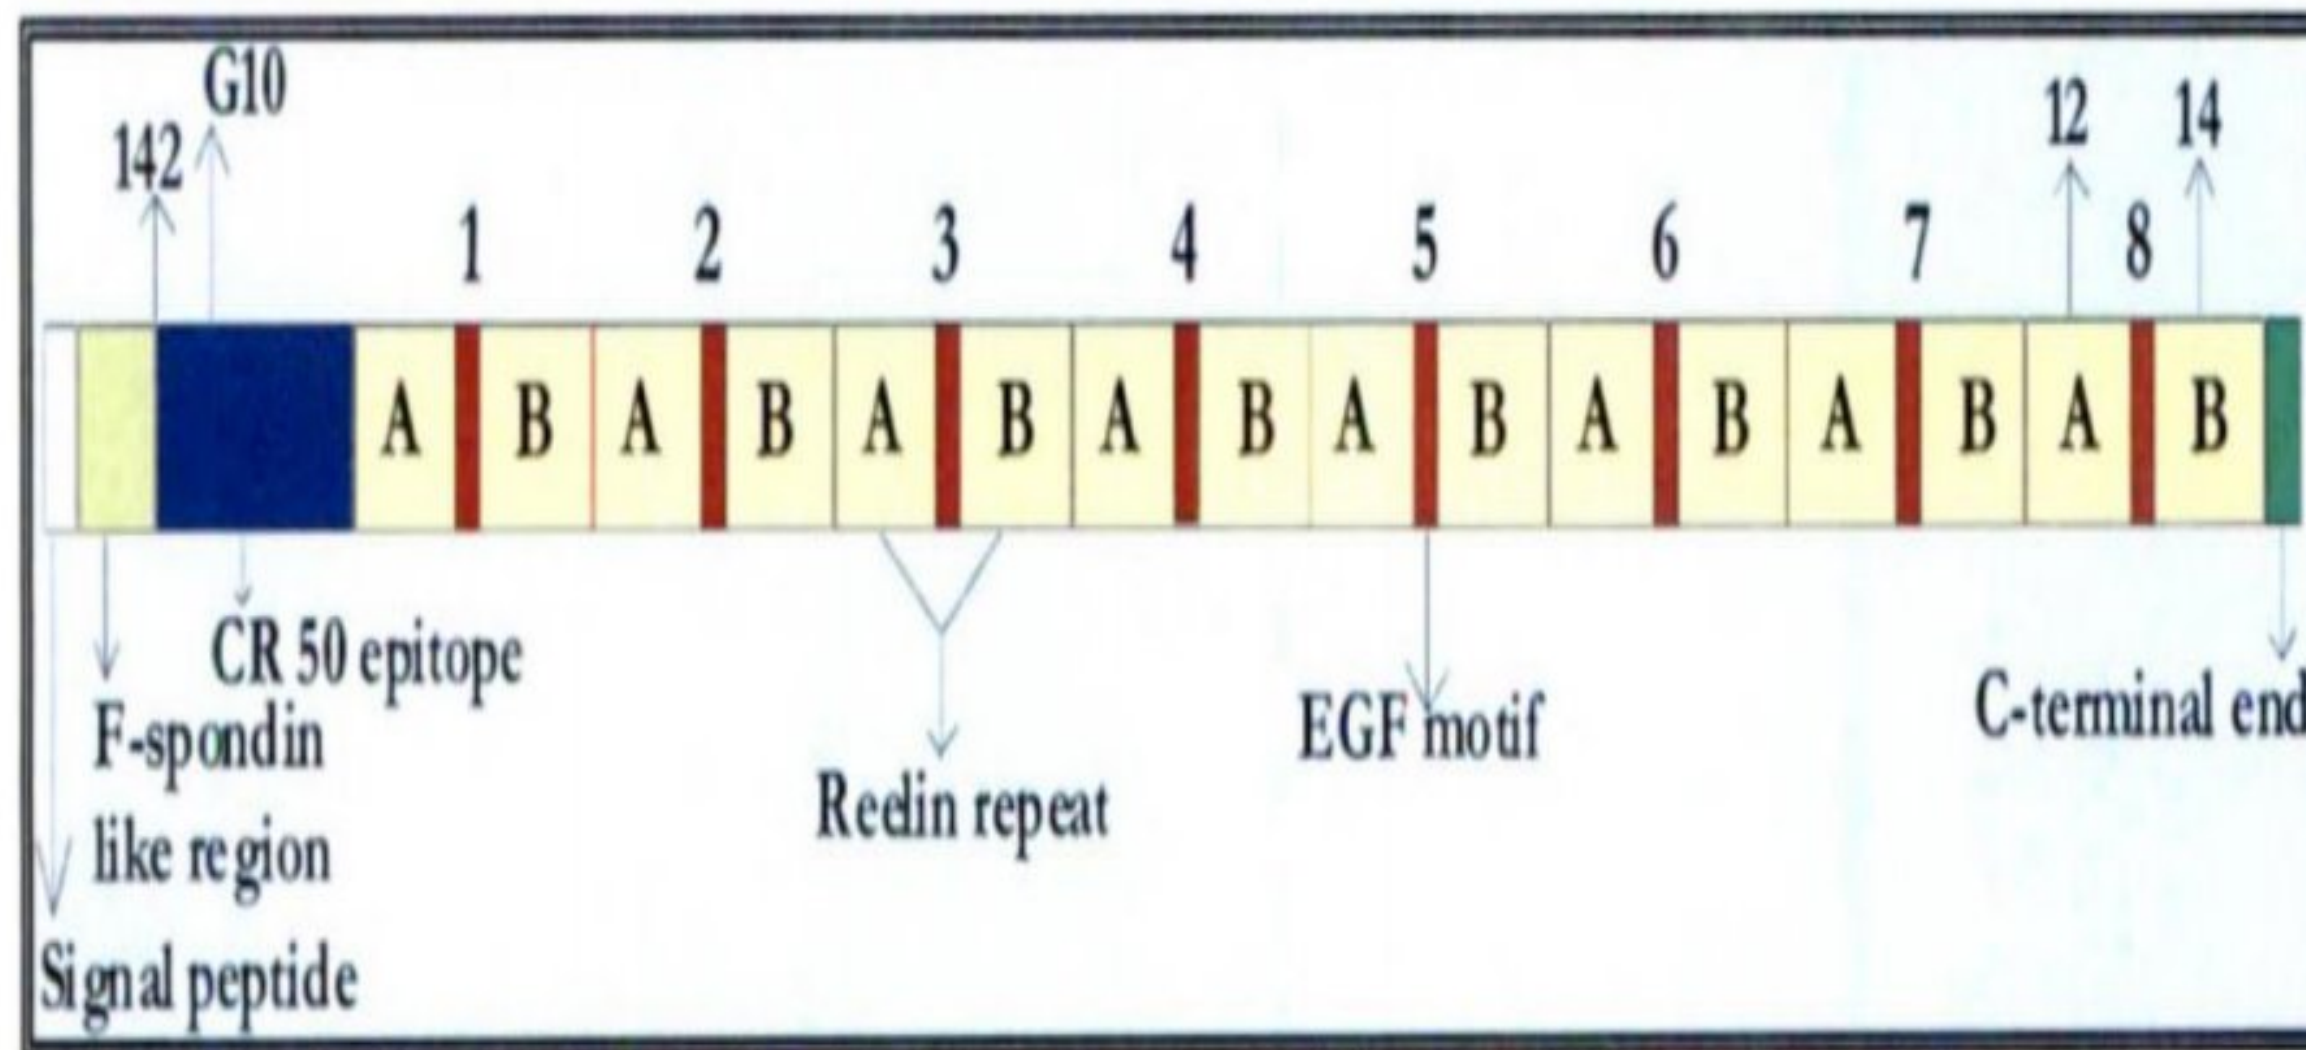 G10
142
12 14
1 2 3 4 5 6 7 8
A B A B A B A B A B A B A B A B
CR 50 epitope
F-spondin
like region
Signal peptide
Reelin repeat
EGF motif
C-terminal end